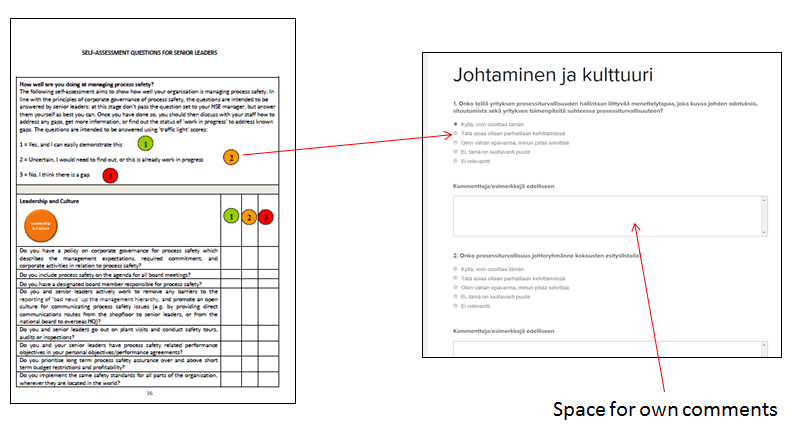 SELF-ASSESSMENT QUESTIONS FOR SENIOR LEADERS
How well are you doing at managing process safety?
The following self-assessment aims to show how well your organisation is managing process safety. In
line with the principles of corporate governance of process safety, the questions are intended to be
answered by senior leaders: at this stage don't pass the question set to your HSE manager, but answer
them yourself as best you can. Once you have done so, you should then discuss with your staff how to
address any gaps, get more information, or find out the status of 'work in progress' to address known
gaps. The questions are intended to be answered using 'traffic light' scores:
1 = Yes, and I can easily demonstrate this
1
2 = Uncertain, I would need to find out, or this is already work in progress
2
3 = No, I think there is a gap
3
Leadership and Culture
Leadership
& Culture
1 2 3
Do you have a policy on corporate governance for process safety which
describes the management expectations, required commitment, and
corporate activities in relation to process safety?
Do you include process safety on the agenda for all board meetings?
Do you have a designated board member responsible for process safety?
Do you and senior leaders actively work to remove any barriers to the
reporting of 'bad news' up the management hierarchy, and promote an open
culture for communicating process safety issues (e.g. by providing direct
communications routes from the shopfloor to senior leaders, or from the
national board to overseas HQ)?
Do you and senior leaders go out on plant visits and conduct safety tours,
audits or inspections?
Do you and your senior leaders have process safety related performance
objectives in your personal objectives/performance agreements?
Do you prioritise long term process safety assurance over and above short
term budget restrictions and profitability?
Do you implement the same safety standards for all parts of the organisation,
wherever they are located in the world?
16
Johtaminen ja kulttuuri
1. Onko teillä yrityksen prosessiturvallisuuden hallintaan liittyvää menettelytapaa, joka kuvaa johdon odotuksia,
sitoutumista sekä yrityksen toimenpiteitä suhteessa prosessiturvallisuuteen?
Kyllä, voin osoittaa tämän
Tätä asiaa ollaan parhaillaan kehittämässä
Olen vähän epävarma, minun pitää selvittää
Ei, tämä on luultavasti puute
Ei relevantti
Kommentteja/esimerkkejä edelliseen
2. Onko prosessiturvallisuus johtoryhmänne kokousten esityslistalla?
Kyllä, voin osoittaa tämän
Tätä asiaa ollaan parhaillaan kehittämässä
Olen vähän epävarma, minun pitää selvittää
Ei, tämä on luultavasti puute
Ei relevantti
Kommentteja/esimerkkejä edelliseen
Space for own comments